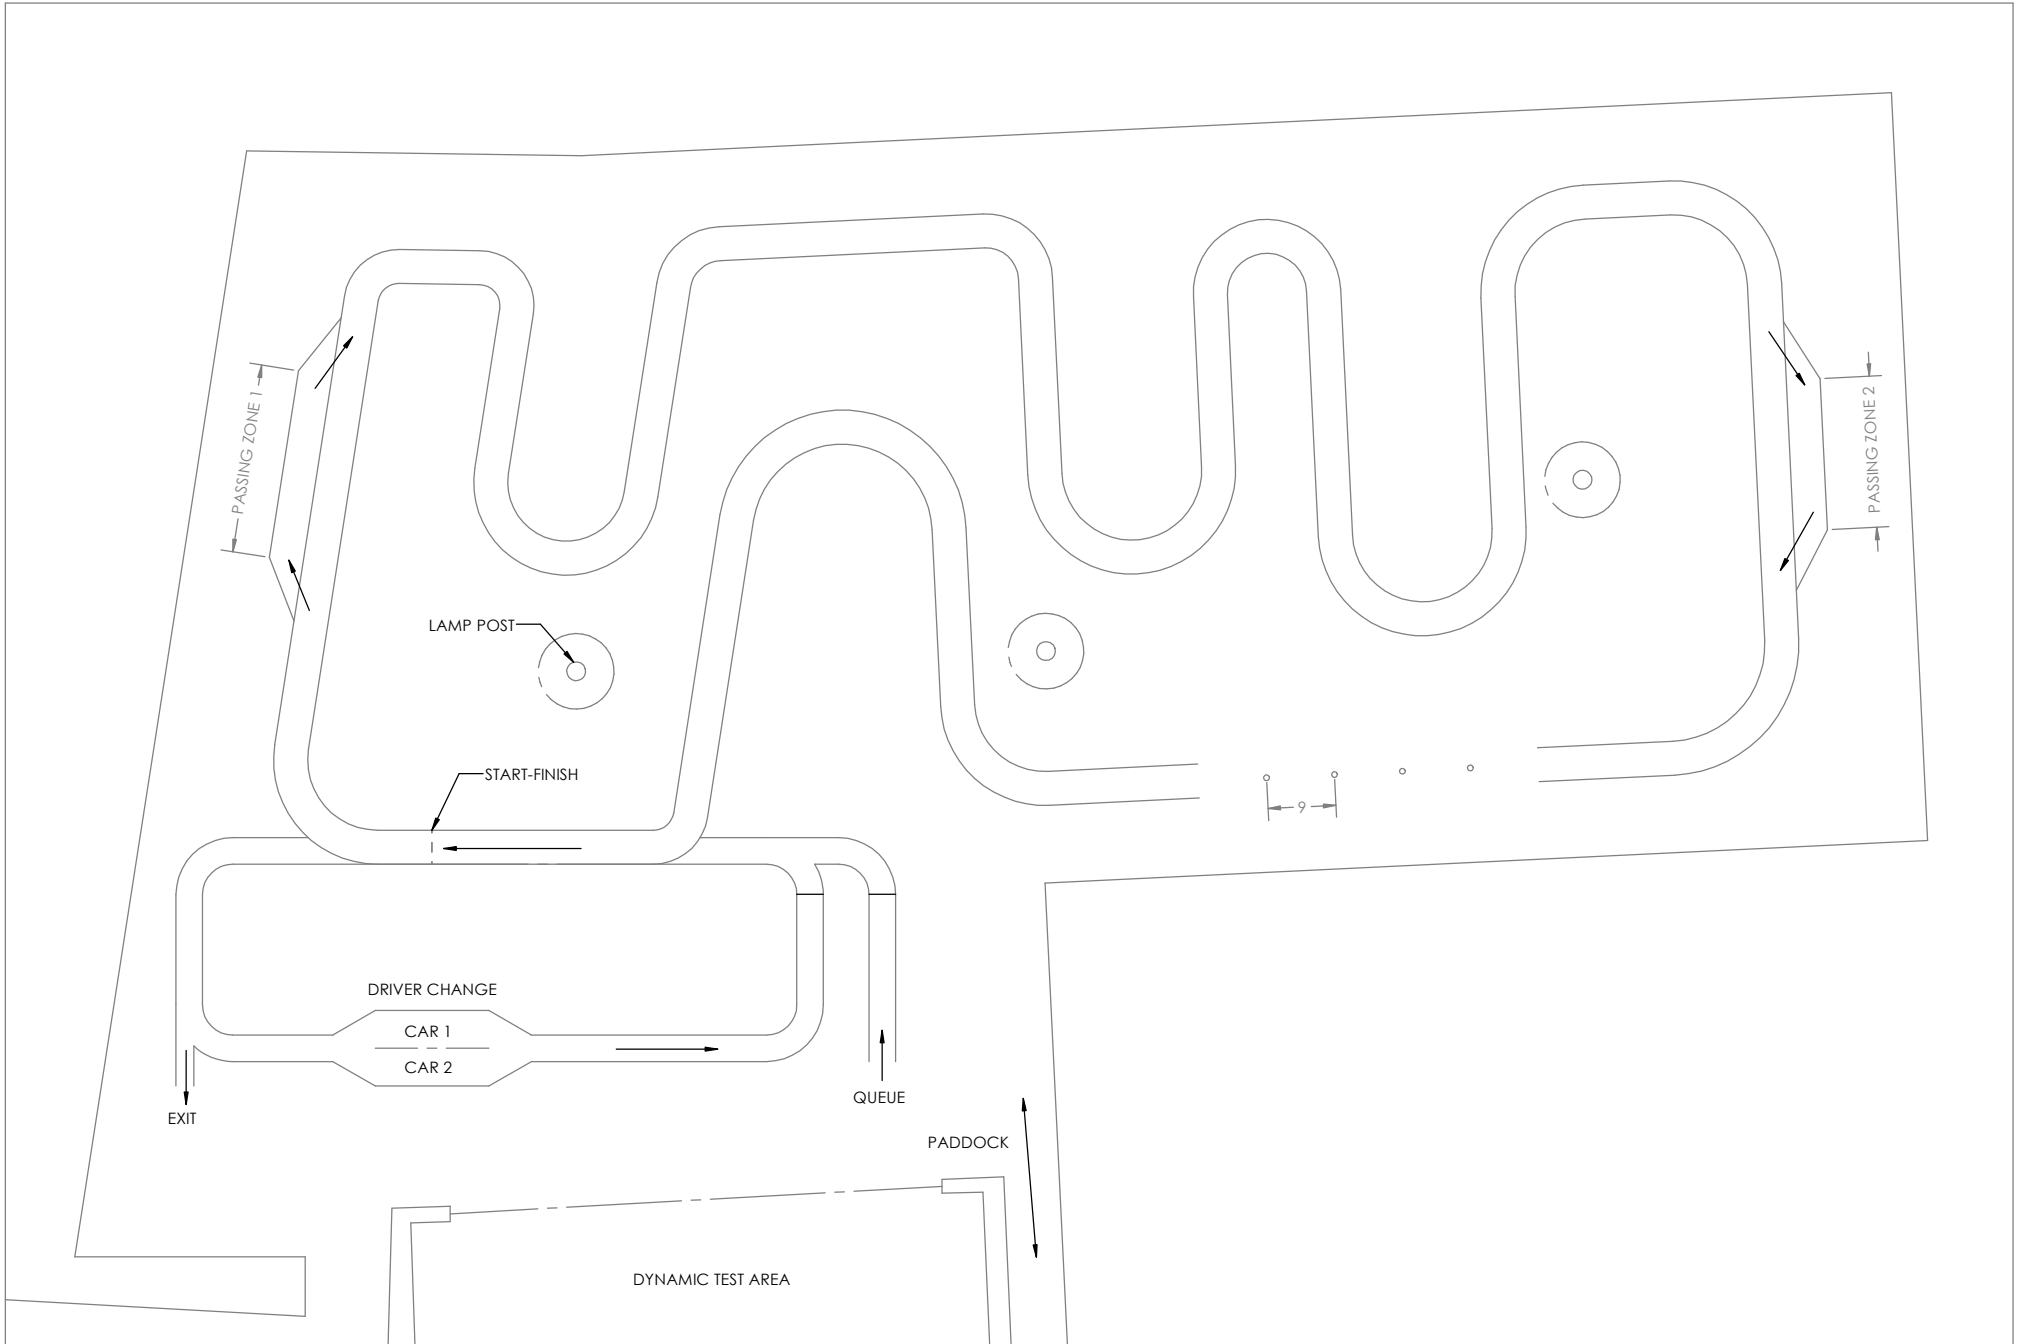 PASSING ZONE 1
PASSING ZONE 2
LAMP POST
START-FINISH
9
DRIVER CHANGE
CAR 1
CAR 2
QUEUE
EXIT
PADDOCK
DYNAMIC TEST AREA